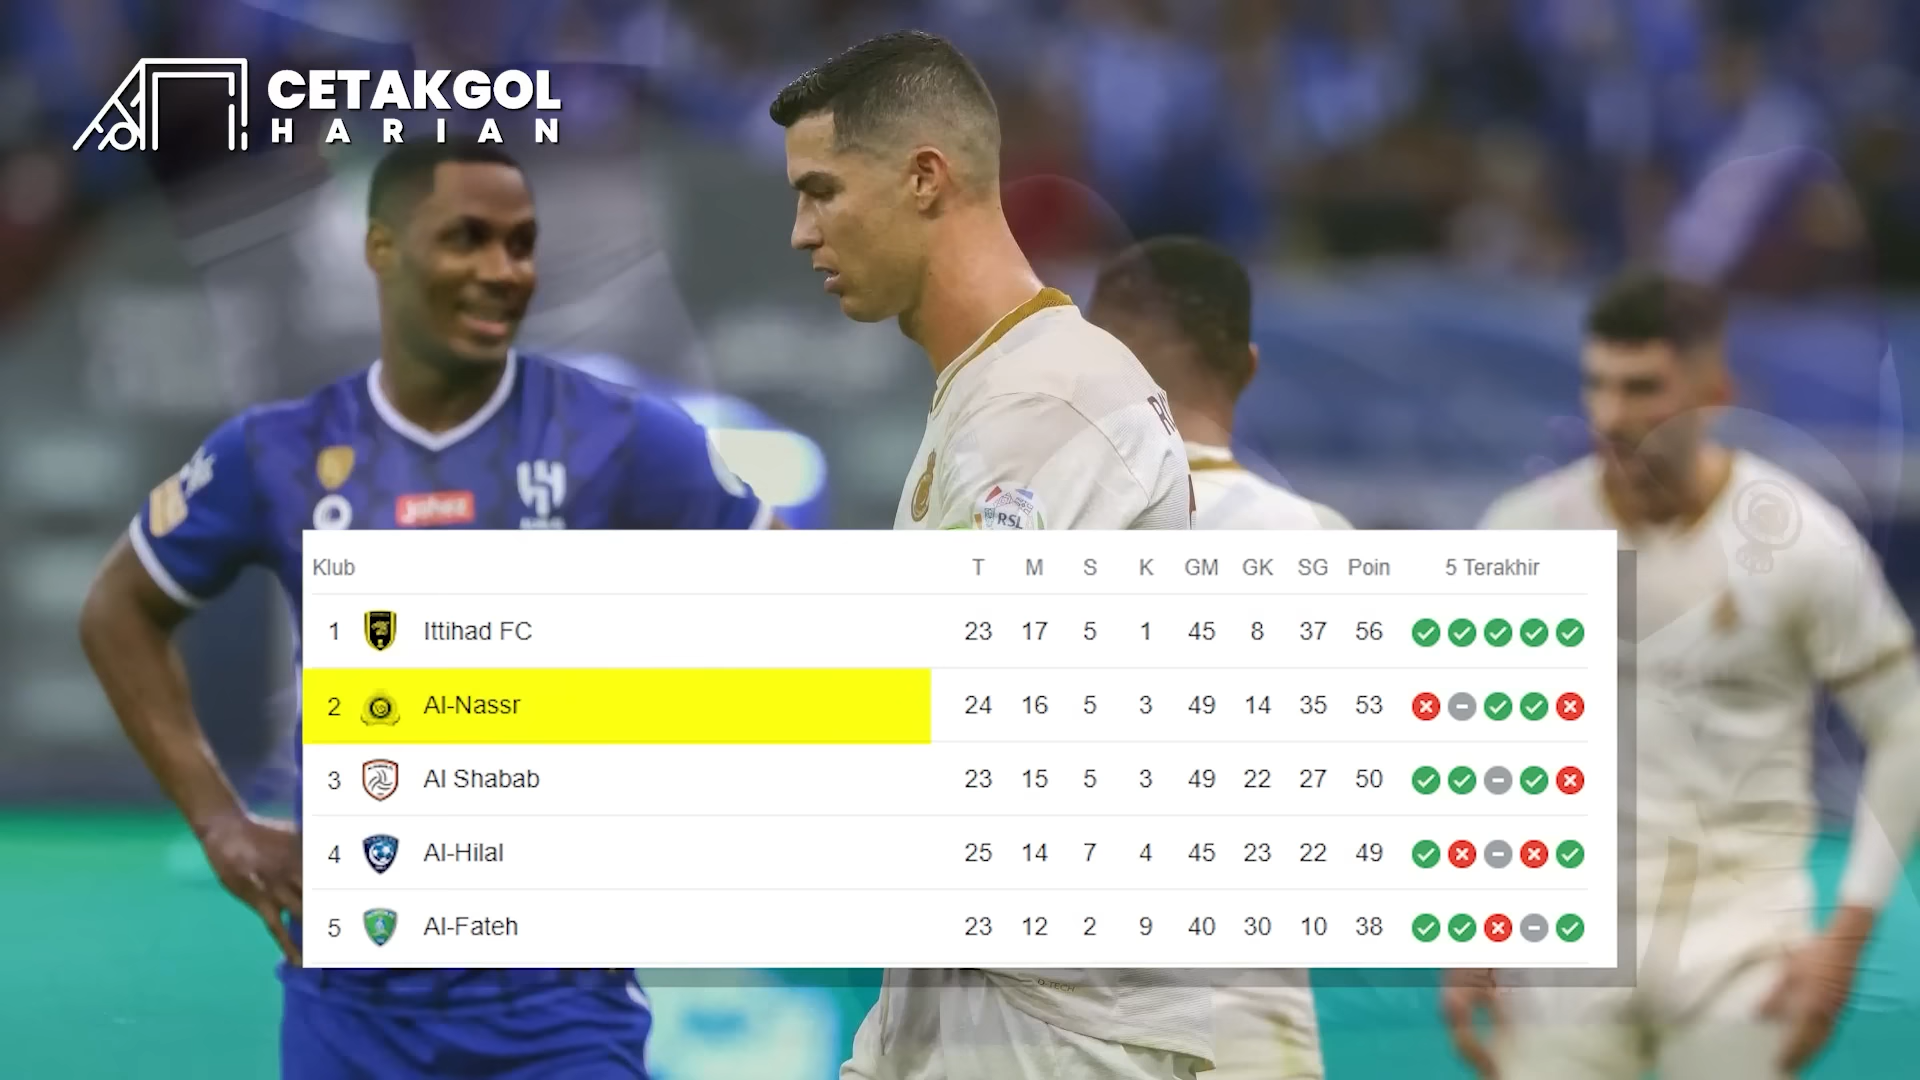 CETAKGOL
HARIAN
johez
RSL
Klub T M S K GM GK SG Poin 5 Terakhir
1 Ittihad FC 23 17 5 1 45 8 37 56
2 Al-Nassr 24 16 5 3 49 14 35 53
3 Al Shabab 23 15 5 3 49 22 27 50
4 Al-Hilal 25 14 7 4 45 23 22 49
5 Al-Fateh 23 12 2 9 40 30 10 38